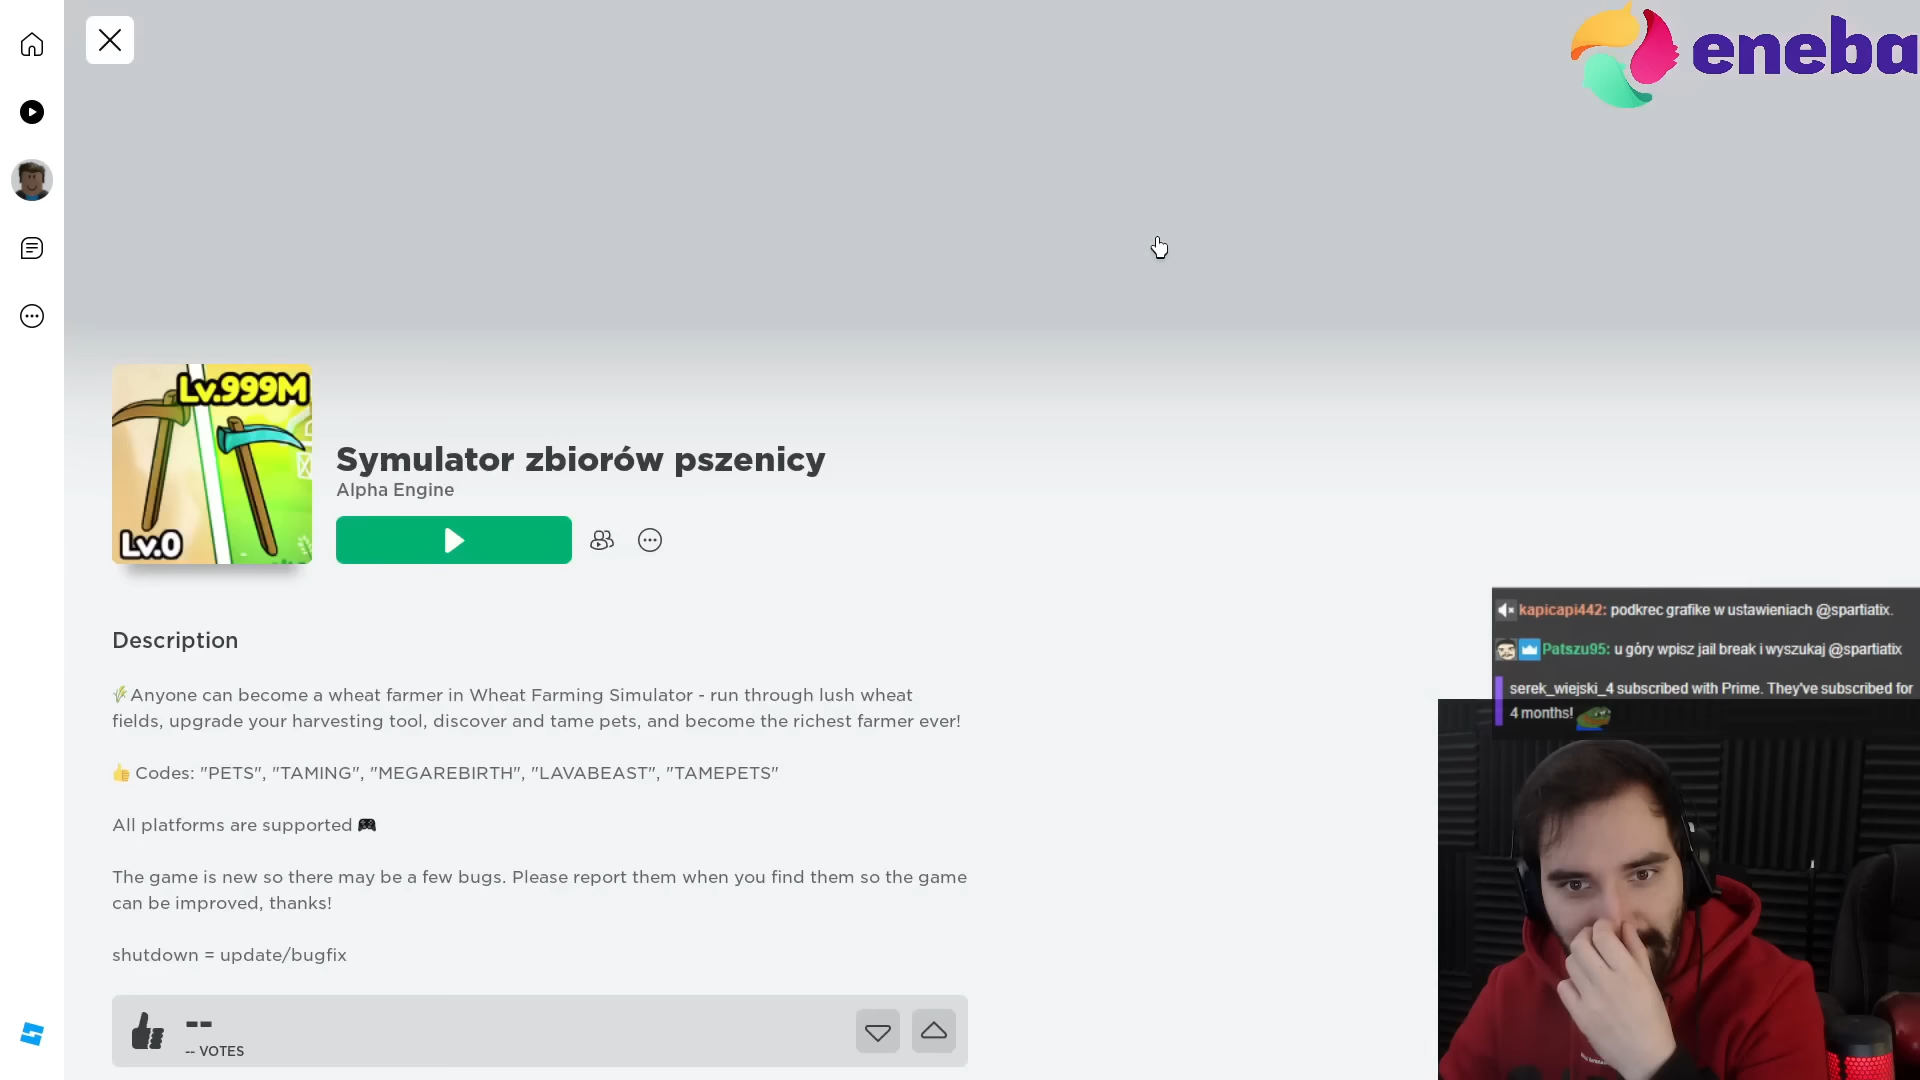 eneba
Lv.999M
Lv.0
Symulator zbiorów pszenicy
Alpha Engine
kapicapi442: podkrec grafike w ustawieniach @spartiatix.
Patszu95: u góry wpisz jail break i wyszukaj @spartiatix
serek_wiejski_4 subscribed with Prime. They've subscribed for
4 months!
Description
🌾Anyone can become a wheat farmer in Wheat Farming Simulator - run through lush wheat
fields, upgrade your harvesting tool, discover and tame pets, and become the richest farmer ever!
👍 Codes: "PETS", "TAMING", "MEGAREBIRTH", "LAVABEAST", "TAMEPETS"
All platforms are supported 🎮
The game is new so there may be a few bugs. Please report them when you find them so the game
can be improved, thanks!
shutdown = update/bugfix
--
-- VOTES